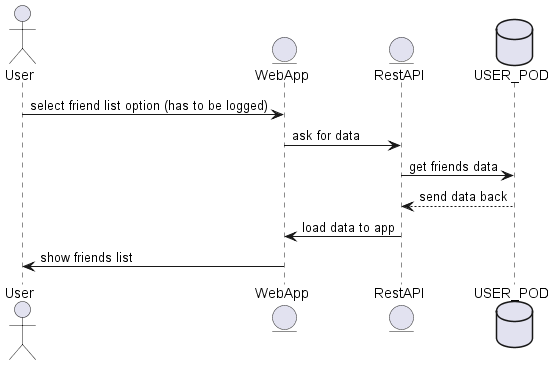 User
WebApp
RestAPI
USER_POD
select friend list option (has to be logged)
ask for data
get friends data
send data back
load data to app
show friends list
User
WebApp
RestAPI
USER_POD